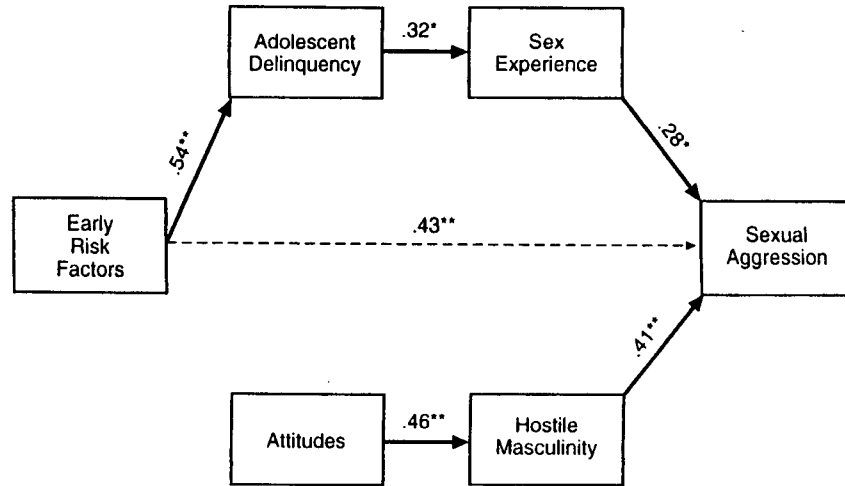 Adolescent
Delinquency
.32*
Sex
Experience
.54**
.28*
Early
Risk
Factors
.43**
Sexual
Aggression
.41**
Attitudes
.46**
Hostile
Masculinity